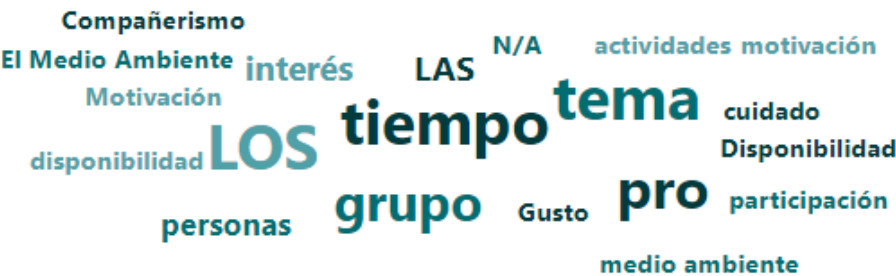 Compañerismo
El Medio Ambiente
interés
LAS
N/A
actividades motivación
Motivación
tiempo
tema
cuidado
disponibilidad
LOS
Disponibilidad
personas
grupo
Gusto
pro
participación
medio ambiente